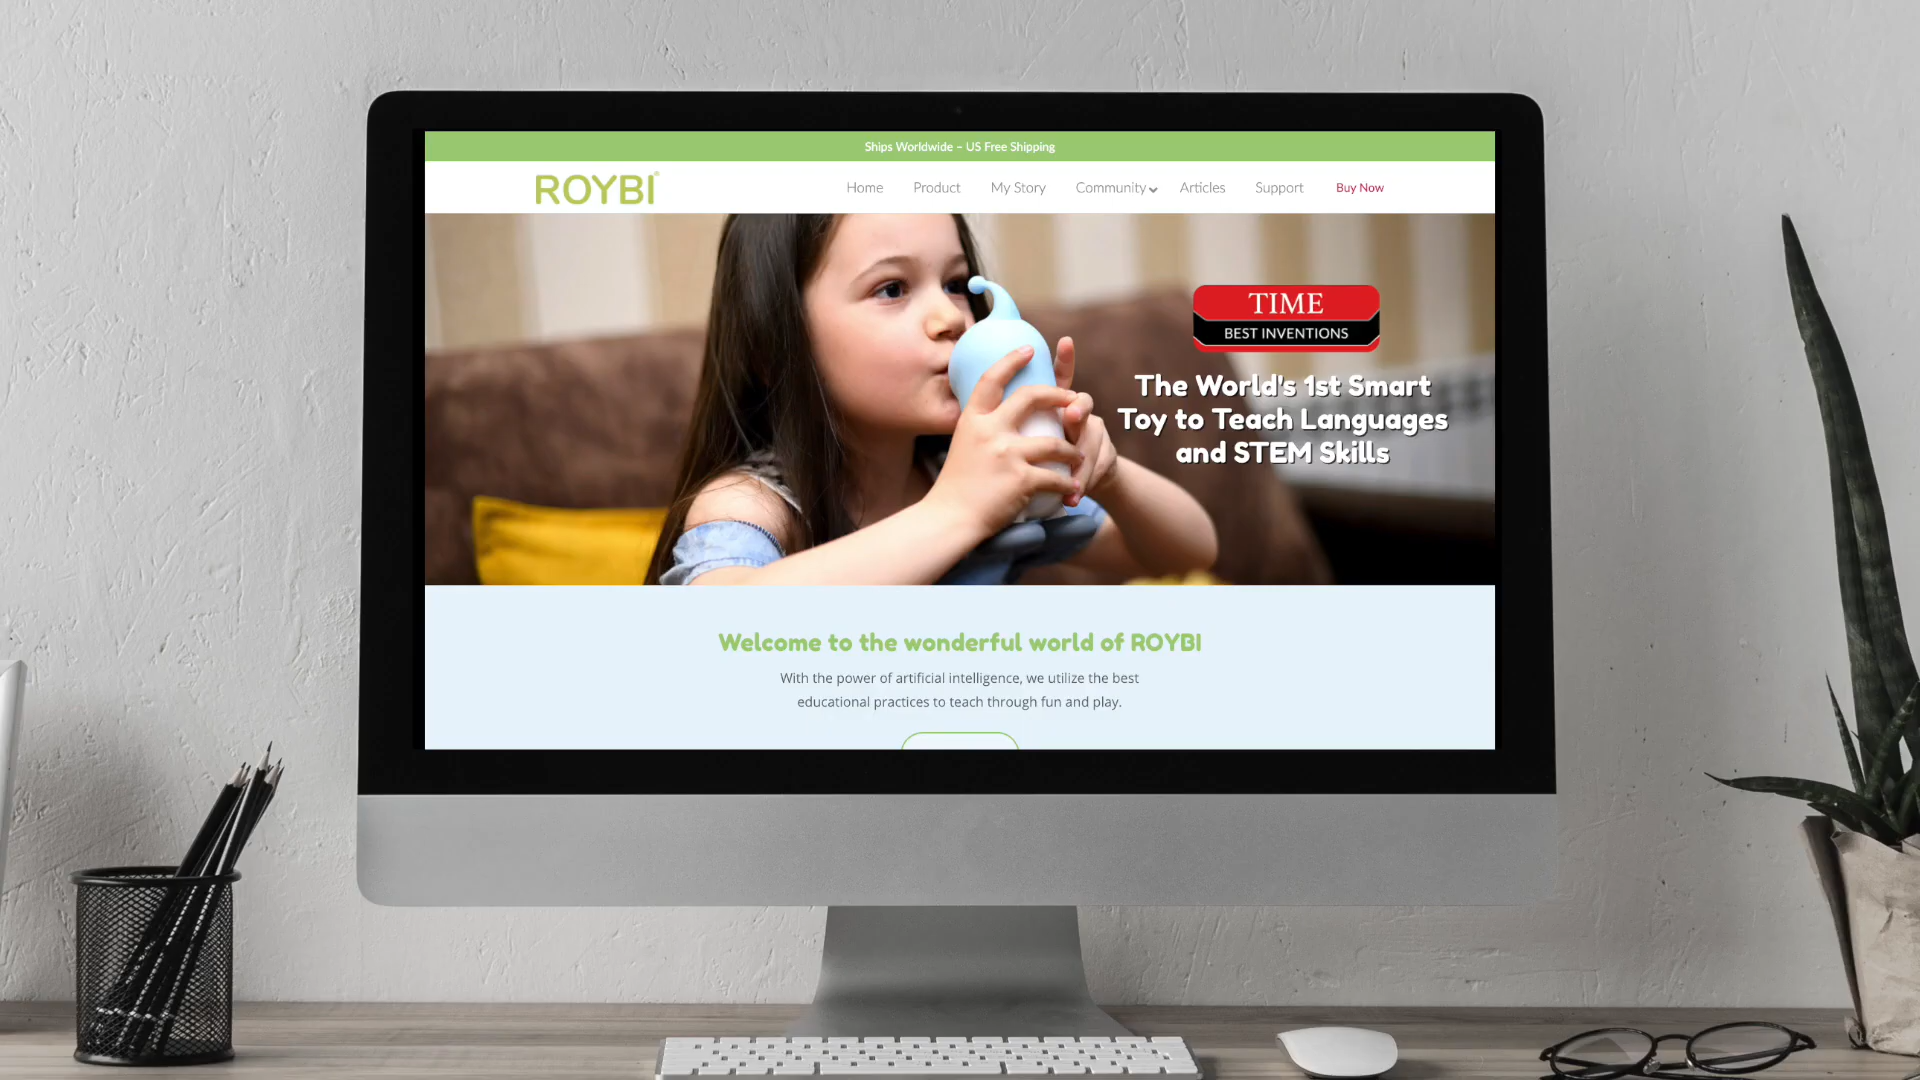 Ships Worldwide – US Free Shipping
ROYBI®
Home Product My Story Community Articles Support Buy Now
TIME
BEST INVENTIONS
The World's 1st Smart
Toy to Teach Languages
and STEM Skills
Welcome to the wonderful world of ROYBI
With the power of artificial intelligence, we utilize the best
educational practices to teach through fun and play.